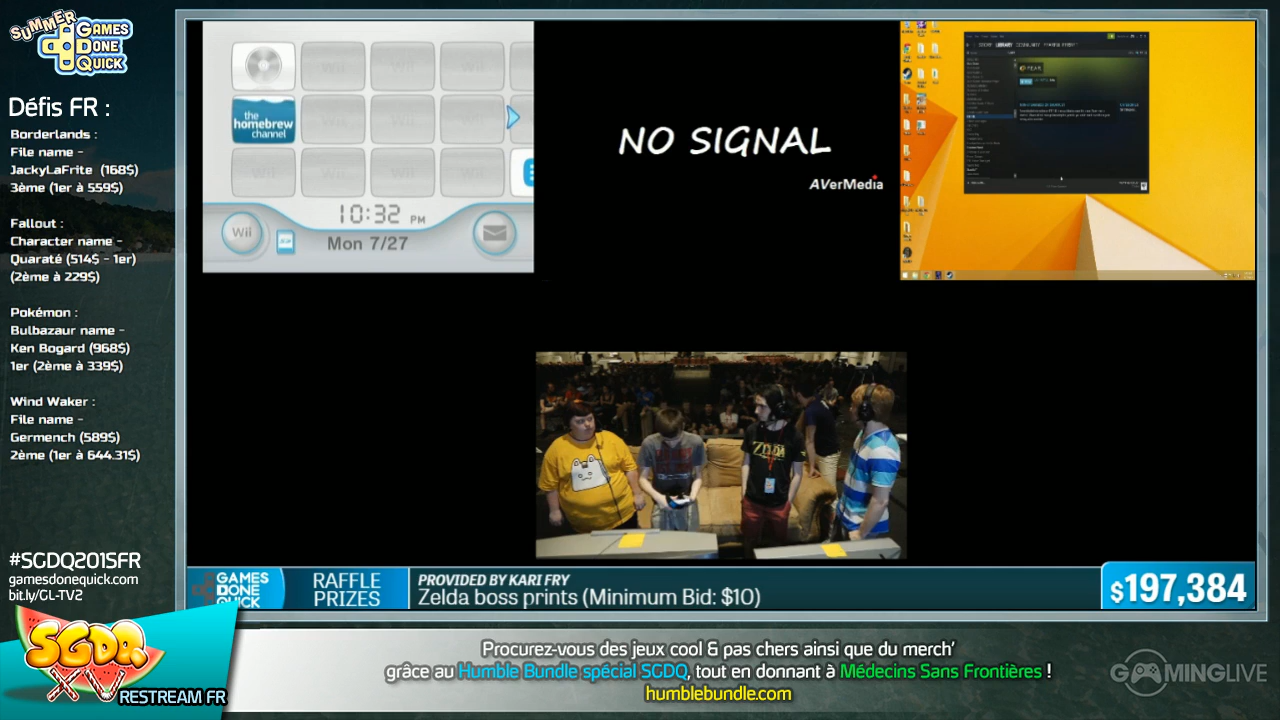 SUMMER
GAMES
DONE
QUICK
Défis FR :
Borderlands :
File name -
JackyLaFrite (168$)
3ème (1er à 559$)
Fallout :
Character name -
Quaraté (514$ - 1er)
(2ème à 229$)
Pokémon :
Bulbazaur name -
Ken Bogard (968$)
1er (2ème à 339$)
Wind Waker :
File name -
Germench (589$)
2ème (1er à 644.31$)
#SGDQ2015FR
gamesdonequick.com
bit.ly/GL-TV2
SGDQ
XV
RESTREAM FR
the
homebrew
channel
10:32 PM
Wii
Mon 7/27
NO SIGNAL
AVerMedia
LIBRARY
ZELDA
GAMES
DONE
QUICK
RAFFLE
PRIZES
PROVIDED BY KARI FRY
Zelda boss prints (Minimum Bid: $10)
$197,384
Procurez-vous des jeux cool & pas chers ainsi que du merch'
grâce au Humble Bundle spécial SGDQ, tout en donnant à Médecins Sans Frontières !
humblebundle.com
GAMINGLIVE